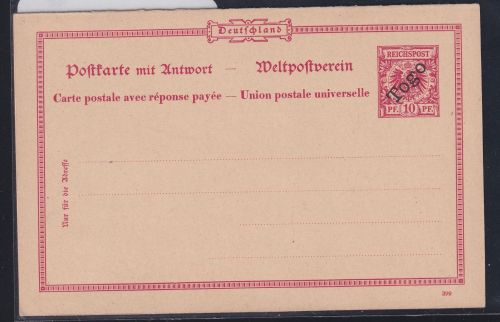 Deutschland
Postkarte mit Antwort — Weltpostverein
Carte postale avec réponse payée — Union postale universelle
REICHSPOST
Togo
PF. 10 PF.
Nur für die Adresse
399